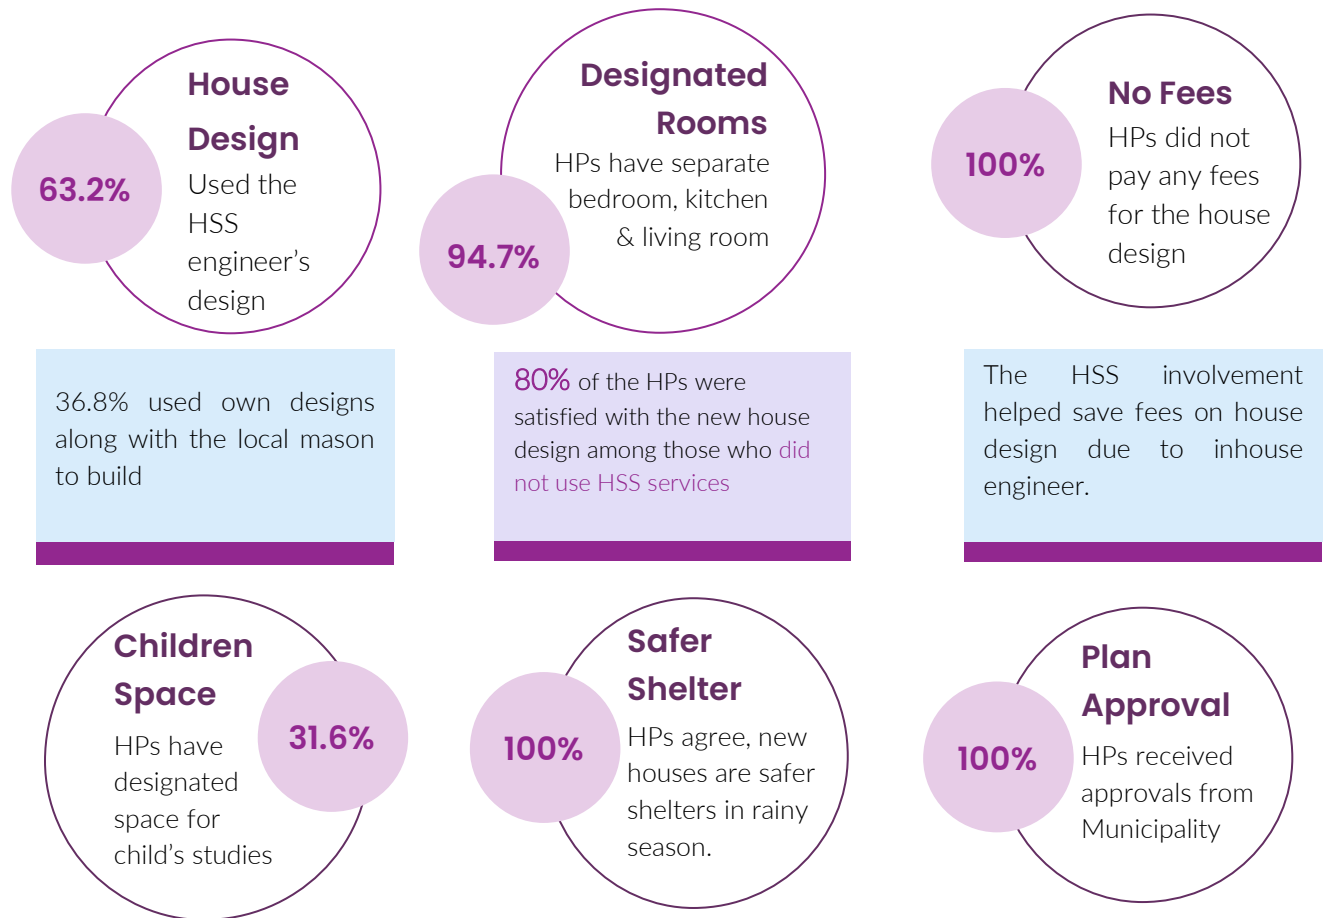 House
Design
63.2%
Used the
HSS
engineer's
design
Designated
Rooms
HPs have separate
bedroom, kitchen
& living room
94.7%
No Fees
100%
HPs did not
pay any fees
for the house
design
36.8% used own designs
along with the local mason
to build
80% of the HPs were
satisfied with the new house
design among those who did
not use HSS services
The HSS involvement
helped save fees on house
design due to inhouse
engineer.
Children
Space
31.6%
HPs have
designated
space for
child's studies
Safer
Shelter
100%
HPs agree, new
houses are safer
shelters in rainy
season.
Plan
Approval
100%
HPs received
approvals from
Municipality